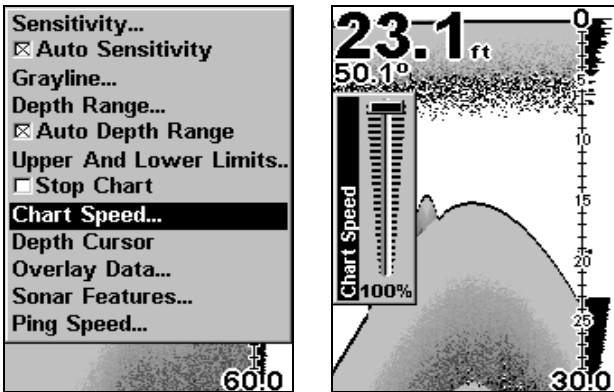 Sensitivity...
Auto Sensitivity
Grayline...
Depth Range...
Auto Depth Range
Upper And Lower Limits..
Stop Chart
Chart Speed...
Depth Cursor
Overlay Data...
Sonar Features...
Ping Speed...
60.0
23.1 ft
50.1º
Chart Speed
100%
0
5
10
15
20
25
30.0